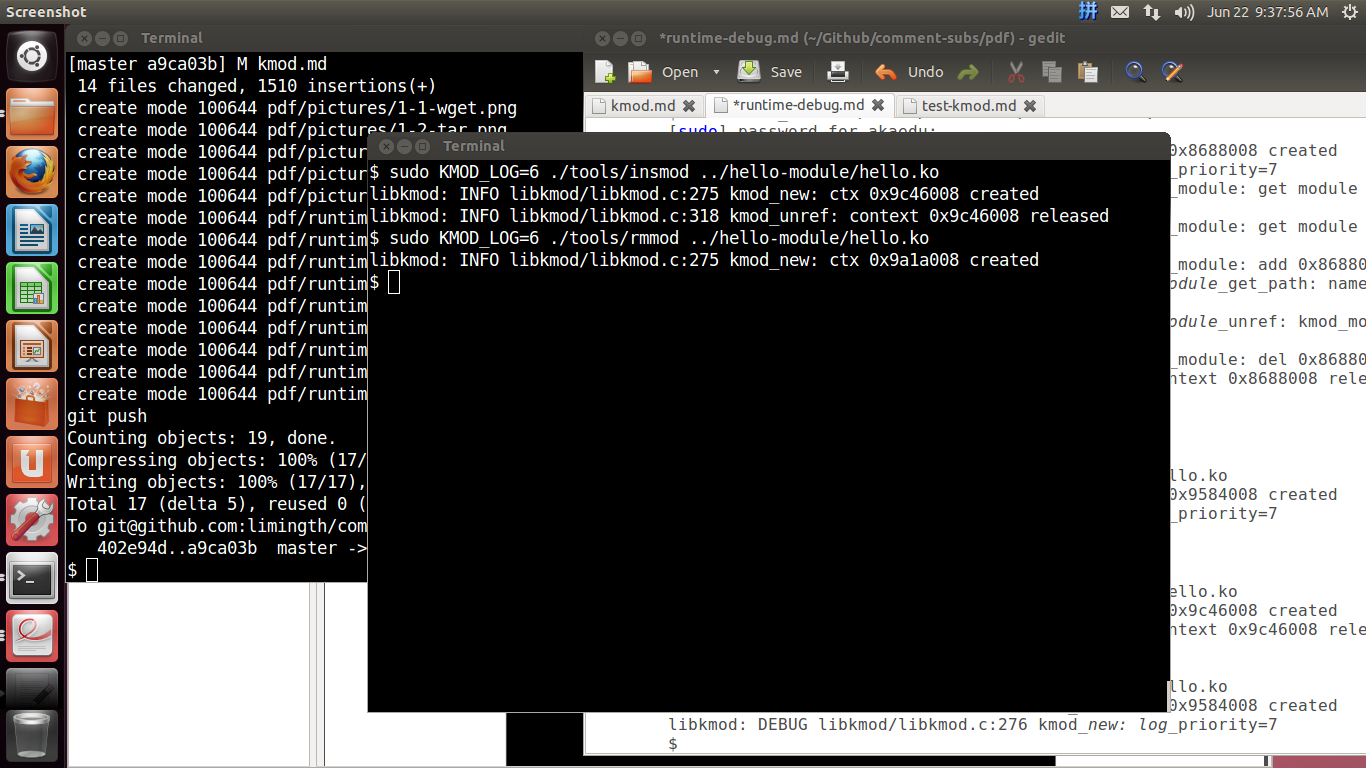 Screenshot
拼
Jun 22 9:37:56 AM
Terminal
[master a9ca03b] M kmod.md
14 files changed, 1510 insertions(+)
create mode 100644 pdf/pictures/1-1-wget.png
create mode 100644 pdf/pictures/1-2-tar.png
create mode 100644 pdf/pictur
create mode 100644 pdf/pictur
create mode 100644 pdf/pictur
create mode 100644 pdf/runtim
create mode 100644 pdf/runtim
create mode 100644 pdf/runtim
create mode 100644 pdf/runtim
create mode 100644 pdf/runtim
create mode 100644 pdf/runtim
create mode 100644 pdf/runtim
create mode 100644 pdf/runtim
create mode 100644 pdf/runtim
git push
Counting objects: 19, done.
Compressing objects: 100% (17/
Writing objects: 100% (17/17),
Total 17 (delta 5), reused 0 (
To git@github.com:limingth/com
402e94d..a9ca03b master ->
$
*runtime-debug.md (~/Github/comment-subs/pdf) - gedit
Open Save Undo
kmod.md *runtime-debug.md test-kmod.md
[sudo] password for akaedu:
Terminal
$ sudo KMOD_LOG=6 ./tools/insmod ../hello-module/hello.ko
libkmod: INFO libkmod/libkmod.c:275 kmod_new: ctx 0x9c46008 created
libkmod: INFO libkmod/libkmod.c:318 kmod_unref: context 0x9c46008 released
$ sudo KMOD_LOG=6 ./tools/rmmod ../hello-module/hello.ko
libkmod: INFO libkmod/libkmod.c:275 kmod_new: ctx 0x9a1a008 created
$
0x8688008 created
_priority=7
_module: get module
_module: get module
_module: add 0x8688
odule_get_path: name
odule_unref: kmod_mo
_module: del 0x8688
ntext 0x8688008 rele
llo.ko
0x9584008 created
_priority=7
ello.ko
0x9c46008 created
ntext 0x9c46008 rele
llo.ko
0x9584008 created
libkmod: DEBUG libkmod/libkmod.c:276 kmod_new: log_priority=7
$